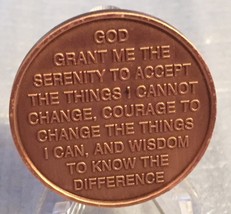 GOD
GRANT ME THE
SERENITY TO ACCEPT
THE THINGS I CANNOT
CHANGE, COURAGE TO
CHANGE THE THINGS
I CAN, AND WISDOM
TO KNOW THE
DIFFERENCE